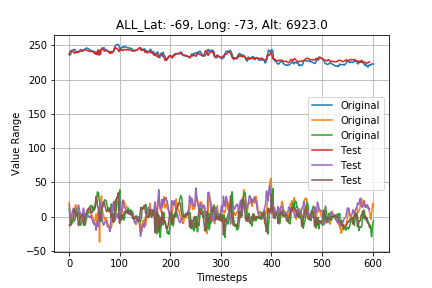 ALL_Lat: -69, Long: -73, Alt: 6923.0
250
200
150
100
50
0
−50
Value Range
Original
Original
Original
Test
Test
Test
0
100
200
300
400
500
600
Timesteps